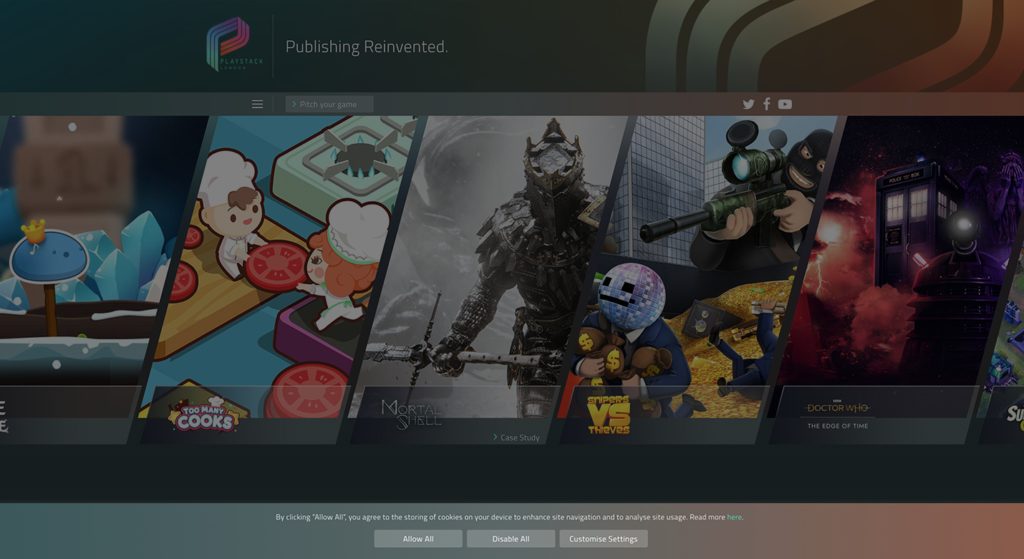 PLAYSTACK
LONDON
Publishing Reinvented.
Pitch your game
POLICE BOX
TOO MANY
COOKS
MORTAL
SHELL
Case Study
SNIPERS
VS
THIEVES
DOCTOR WHO
THE EDGE OF TIME
By clicking "Allow All", you agree to the storing of cookies on your device to enhance site navigation and to analyse site usage. Read more here.
Allow All
Disable All
Customise Settings